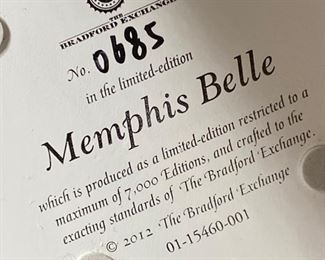 THE
BRADFORD EXCHANGE
No. 0685
in the limited-edition
Memphis Belle
which is produced as a limited-edition restricted to a
maximum of 7,000 Editions, and crafted to the
exacting standards of The Bradford Exchange.
© 2012 The Bradford Exchange
01-15460-001